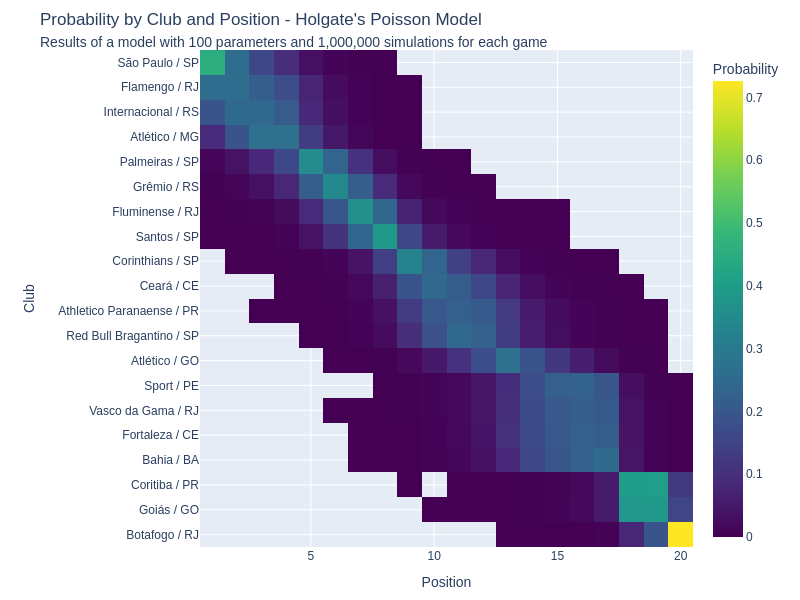 Probability by Club and Position - Holgate's Poisson Model
Results of a model with 100 parameters and 1,000,000 simulations for each game
Probability
São Paulo / SP
Flamengo / RJ
Internacional / RS
Atlético / MG
Palmeiras / SP
Grêmio / RS
Fluminense / RJ
Santos / SP
Corinthians / SP
Ceará / CE
Athletico Paranaense / PR
Red Bull Bragantino / SP
Atlético / GO
Sport / PE
Vasco da Gama / RJ
Fortaleza / CE
Bahia / BA
Coritiba / PR
Goiás / GO
Botafogo / RJ
Club
5
10
15
20
Position
0.7
0.6
0.5
0.4
0.3
0.2
0.1
0